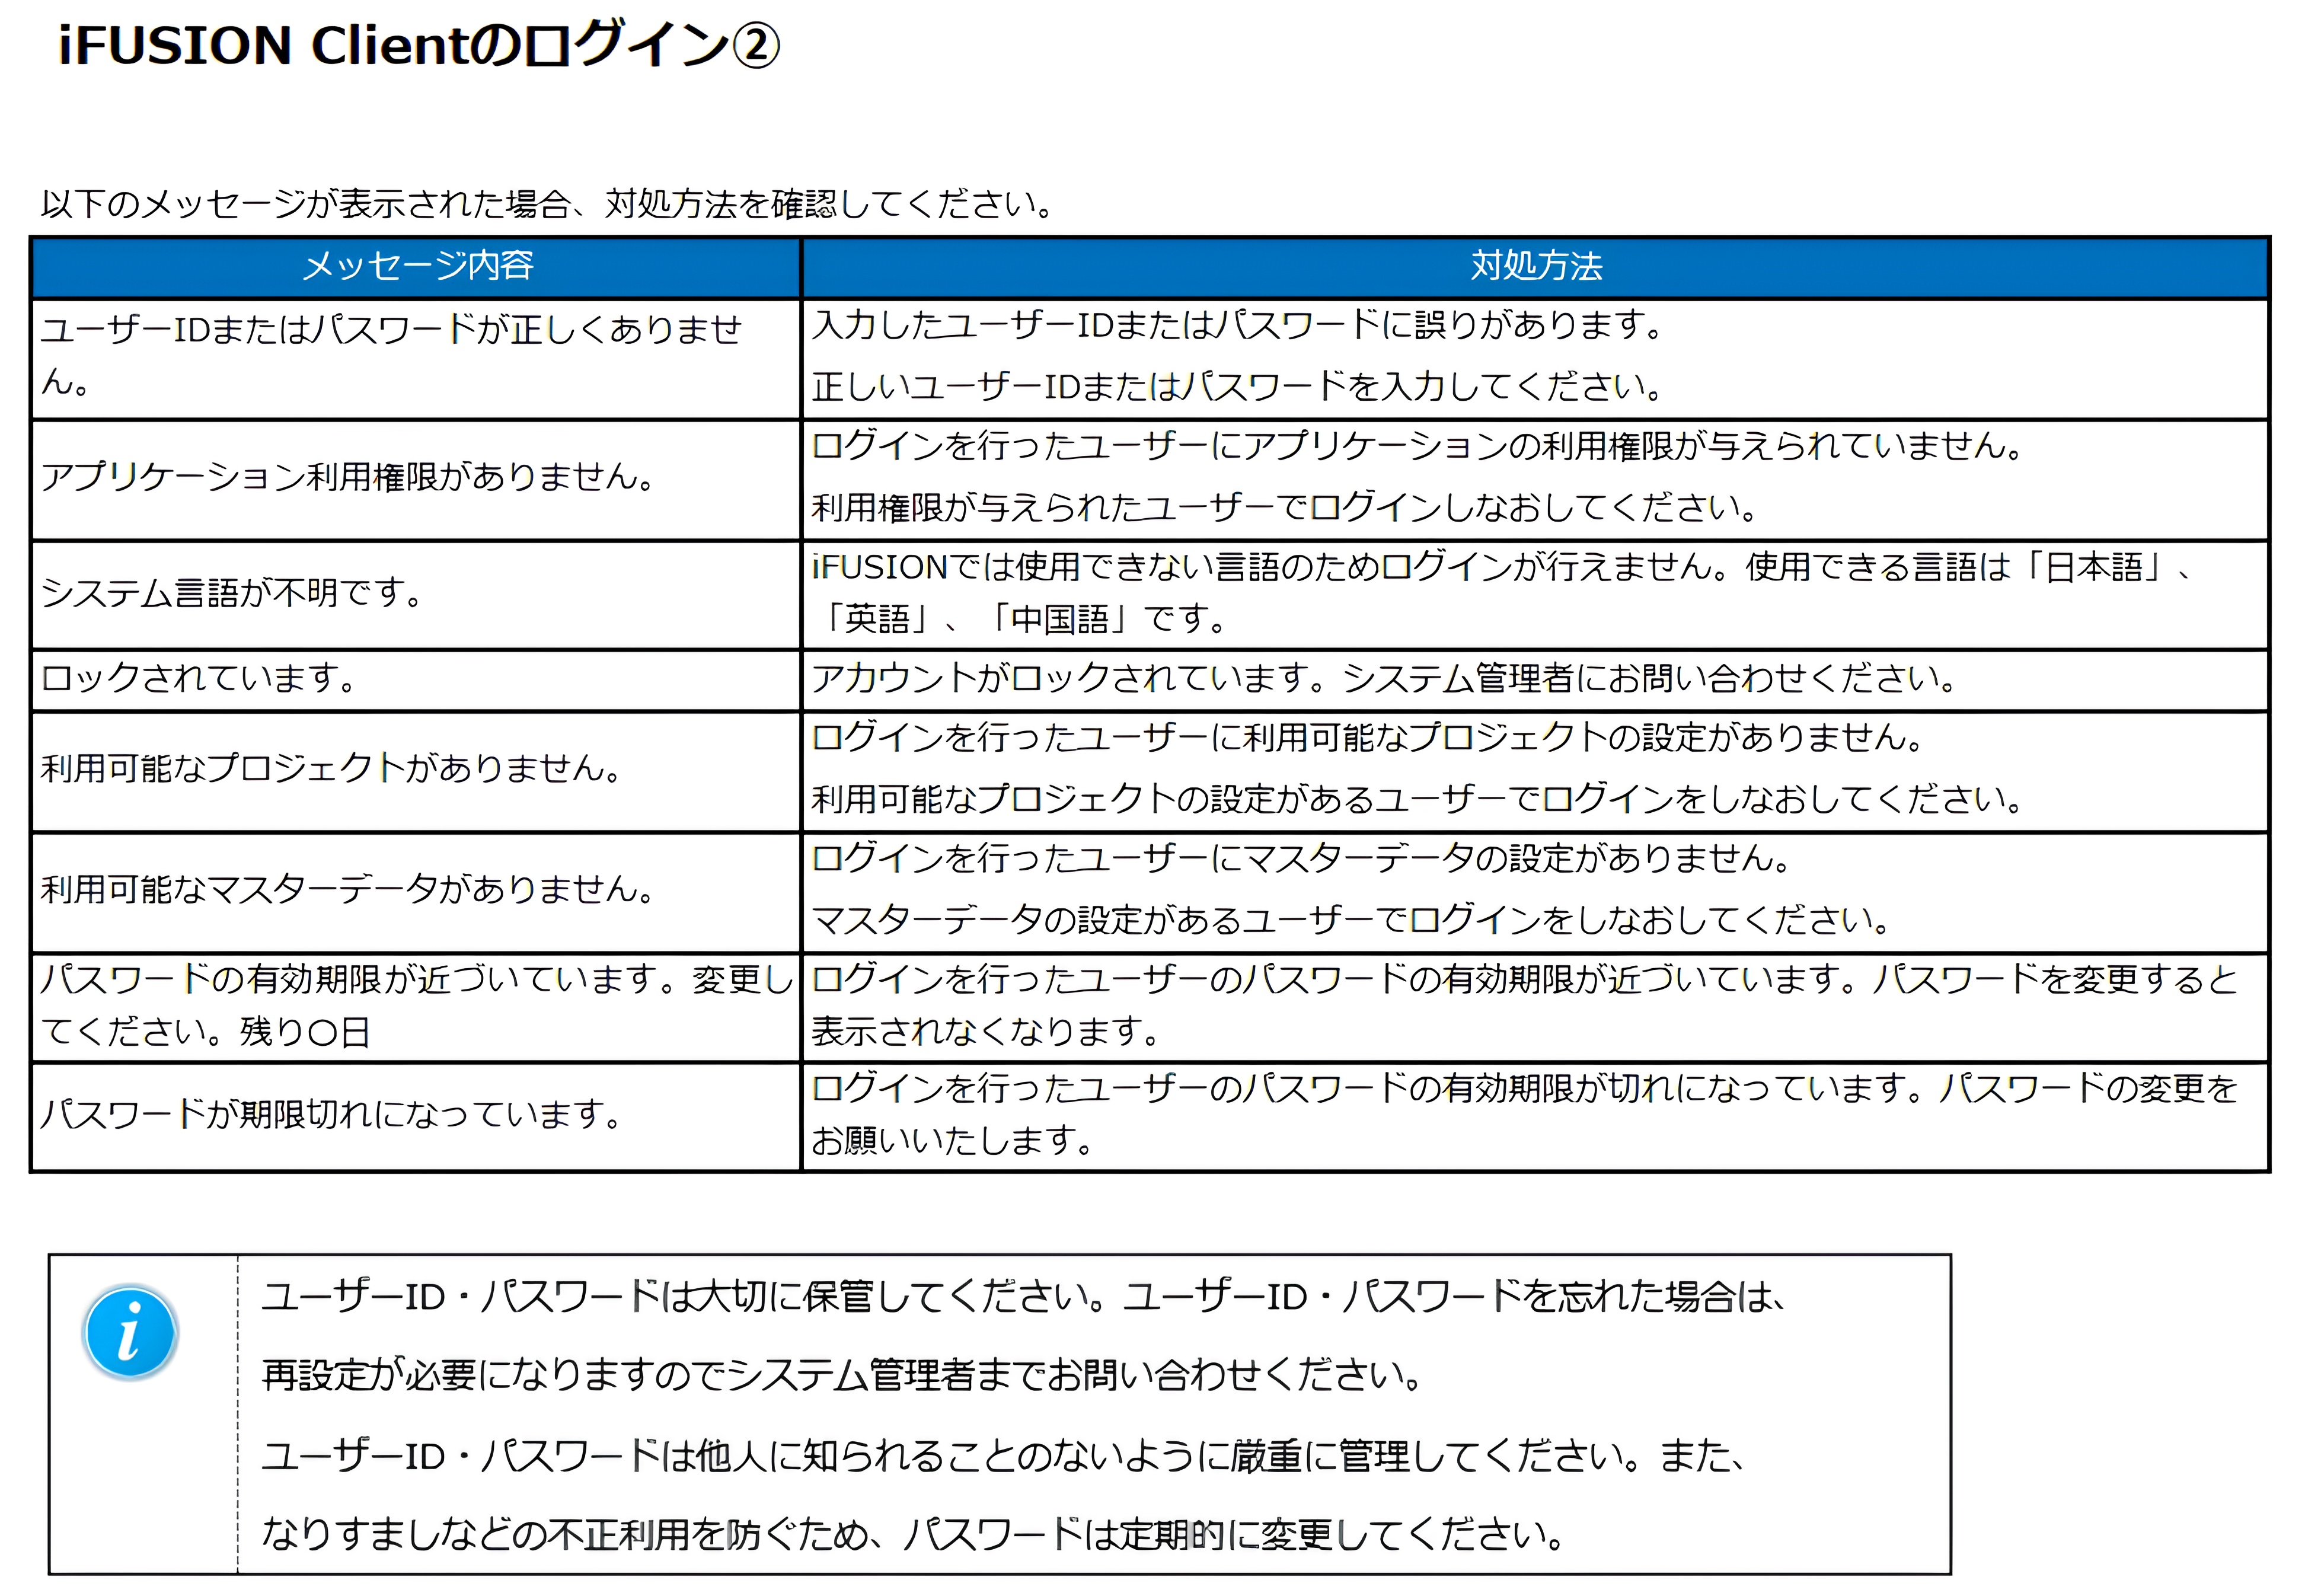 iFUSION Clientのログイン②
以下のメッセージが表示された場合、対処方法を確認してください。
メッセージ内容
対処方法
ユーザーIDまたはパスワードが正しくありませ
ん。
入力したユーザーIDまたはパスワードに誤りがあります。
正しいユーザーIDまたはパスワードを入力してください。
アプリケーション利用権限がありません。
ログインを行ったユーザーにアプリケーションの利用権限が与えられていません。
利用権限が与えられたユーザーでログインしなおしてください。
システム言語が不明です。
iFUSIONでは使用できない言語のためログインが行えません。使用できる言語は「日本語」、
「英語」、「中国語」です。
ロックされています。
アカウントがロックされています。システム管理者にお問い合わせください。
利用可能なプロジェクトがありません。
ログインを行ったユーザーに利用可能なプロジェクトの設定がありません。
利用可能なプロジェクトの設定があるユーザーでログインをしなおしてください。
利用可能なマスターデータがありません。
ログインを行ったユーザーにマスターデータの設定がありません。
マスターデータの設定があるユーザーでログインをしなおしてください。
パスワードの有効期限が近づいています。変更し
てください。残り〇日
ログインを行ったユーザーのパスワードの有効期限が近づいています。パスワードを変更すると
表示されなくなります。
パスワードが期限切れになっています。
ログインを行ったユーザーのパスワードの有効期限が切れになっています。パスワードの変更を
お願いいたします。
i
ユーザーID・パスワードは大切に保管してください。ユーザーID・パスワードを忘れた場合は、
再設定が必要になりますのでシステム管理者までお問い合わせください。
ユーザーID・パスワードは他人に知られることのないように厳重に管理してください。また、
なりすましなどの不正利用を防ぐため、パスワードは定期的に変更してください。